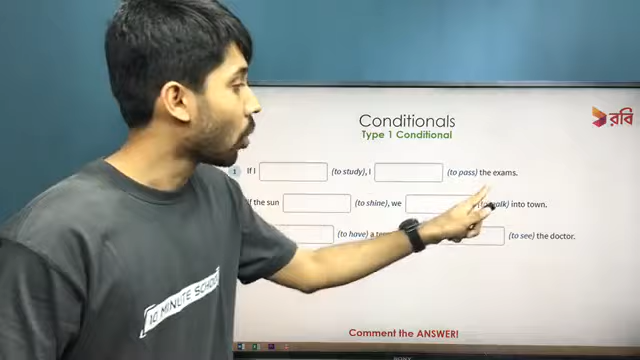 Conditionals
Type 1 Conditional
রবি
1 If I (to study), I (to pass) the exams.
If the sun (to shine), we (to walk) into town.
(to have) a (to see) the doctor.
10 MINUTE SCHOOL
Comment the ANSWER!
SONY